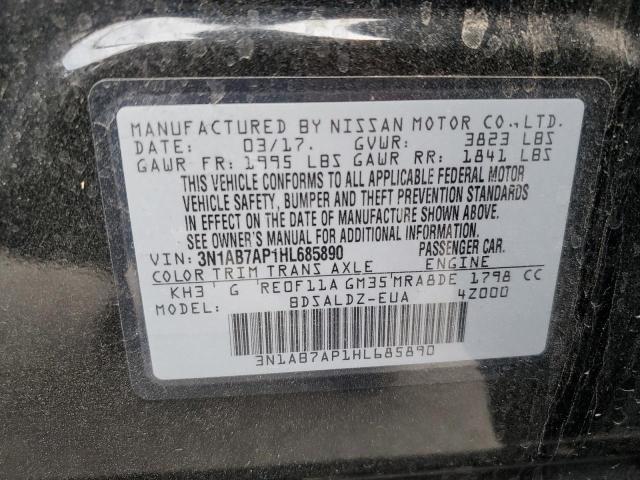 MANUFACTURED BY NISSAN MOTOR CO.,LTD.
DATE: 03/17. GVWR: 3823 LBS
GAWR FR: 1995 LBS GAWR RR: 1841 LBS
THIS VEHICLE CONFORMS TO ALL APPLICABLE FEDERAL MOTOR
VEHICLE SAFETY, BUMPER AND THEFT PREVENTION STANDARDS
IN EFFECT ON THE DATE OF MANUFACTURE SHOWN ABOVE.
SEE OWNER'S MANUAL FOR ADDITIONAL INFORMATION.
VIN: 3N1AB7AP1HL685890 PASSENGER CAR.
COLOR TRIM TRANS AXLE ENGINE
KH3 G RE0F11A GM35 MRA8DE 1798 CC
MODEL: BDSALDZ-EUA 4Z000
3N1AB7AP1HL685890